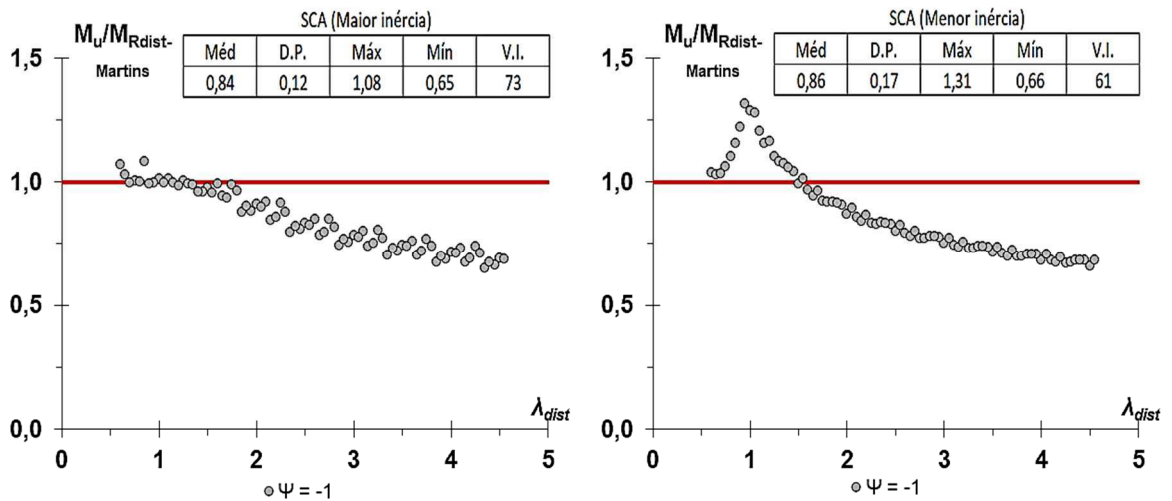 SCA (Maior inércia)
Méd D.P. Máx Mín V.I.
0,84 0,12 1,08 0,65 73
Mu/MRdist-
Martins
1,5
1,0
0,5
0,0
0 1 2 3 4 5
λdist
Ψ = -1
SCA (Menor inércia)
Méd D.P. Máx Mín V.I.
0,86 0,17 1,31 0,66 61
Mu/MRdist-
Martins
1,5
1,0
0,5
0,0
0 1 2 3 4 5
λdist
Ψ = -1